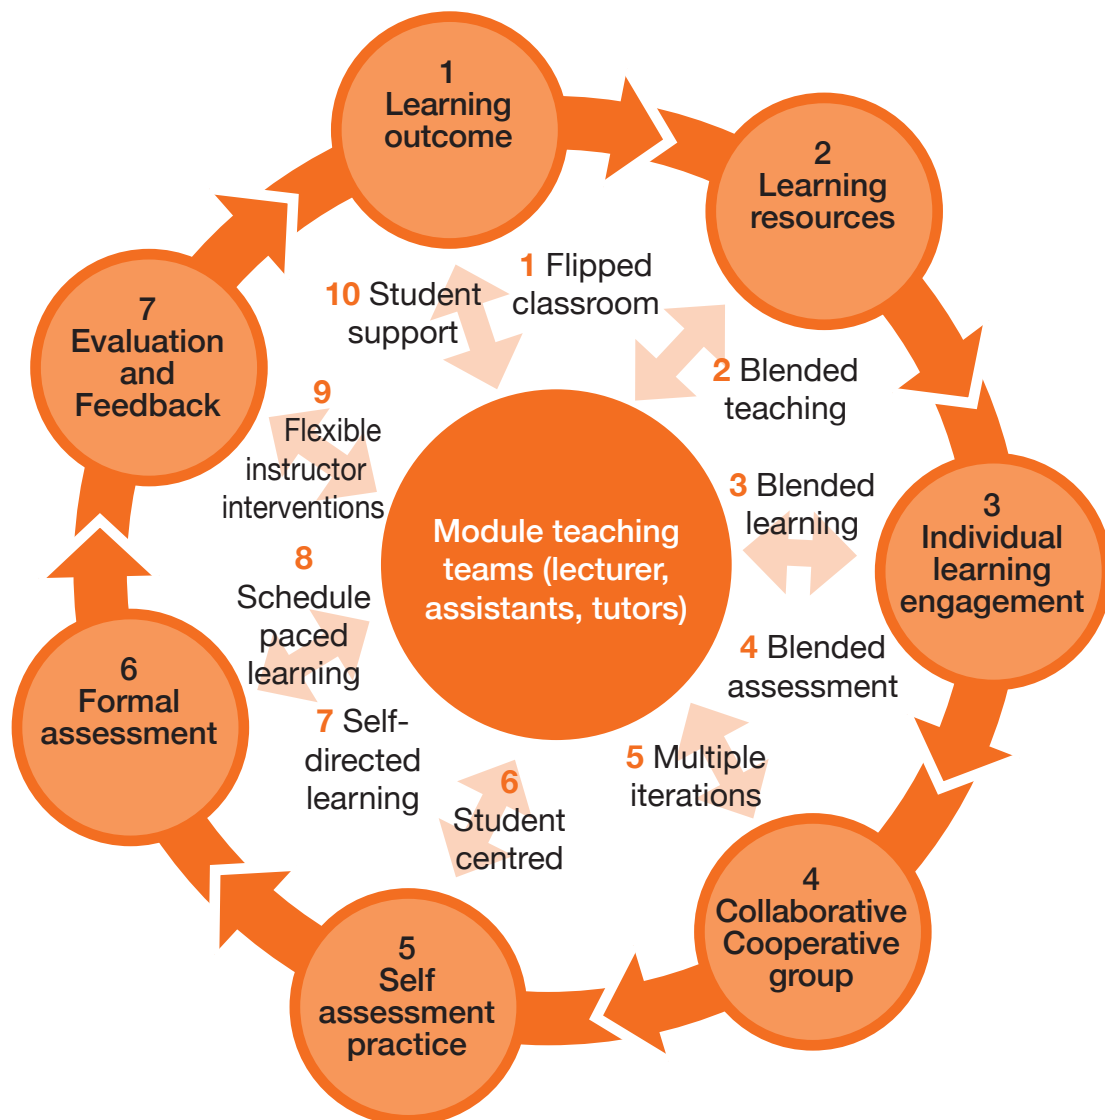 1
Learning
outcome
2
Learning
resources
3
Individual
learning
engagement
4
Collaborative
Cooperative
group
5
Self
assessment
practice
6
Formal
assessment
7
Evaluation
and
Feedback
1 Flipped
classroom
2 Blended
teaching
3 Blended
learning
4 Blended
assessment
5 Multiple
iterations
6
Student
centred
7 Self-
directed
learning
8
Schedule
paced
learning
9
Flexible
instructor
interventions
10 Student
support
Module teaching
teams (lecturer,
assistants, tutors)